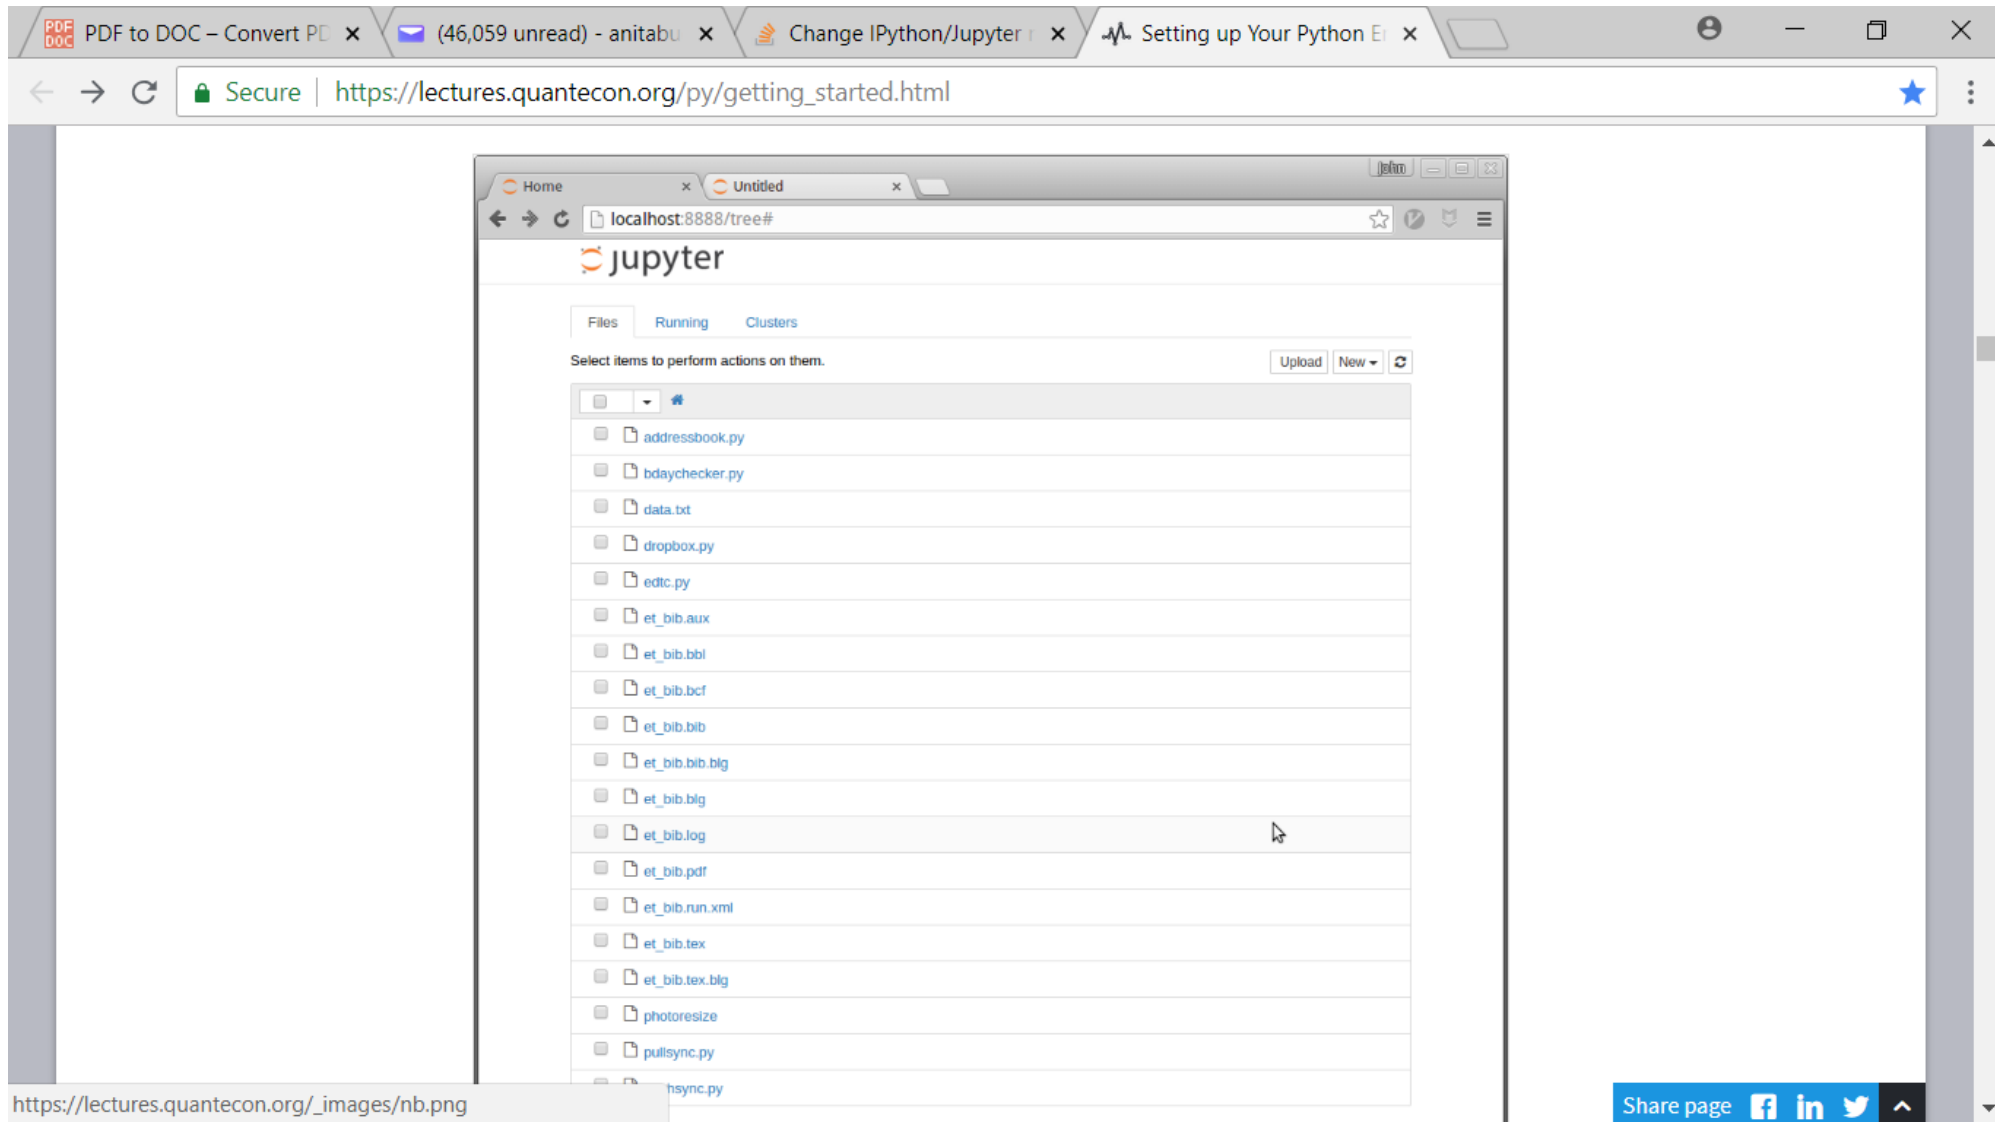 PDF DOC PDF to DOC – Convert PD
(46,059 unread) - anitabu
Change IPython/Jupyter
Setting up Your Python E
Secure | https://lectures.quantecon.org/py/getting_started.html
john
Home
Untitled
localhost:8888/tree#
jupyter
Files Running Clusters
Select items to perform actions on them.
Upload New
addressbook.py
bdaychecker.py
data.txt
dropbox.py
edtc.py
et_bib.aux
et_bib.bbl
et_bib.bcf
et_bib.bib
et_bib.bib.blg
et_bib.blg
et_bib.log
et_bib.pdf
et_bib.run.xml
et_bib.tex
et_bib.tex.blg
photoresize
pullsync.py
hsync.py
https://lectures.quantecon.org/_images/nb.png
Share page